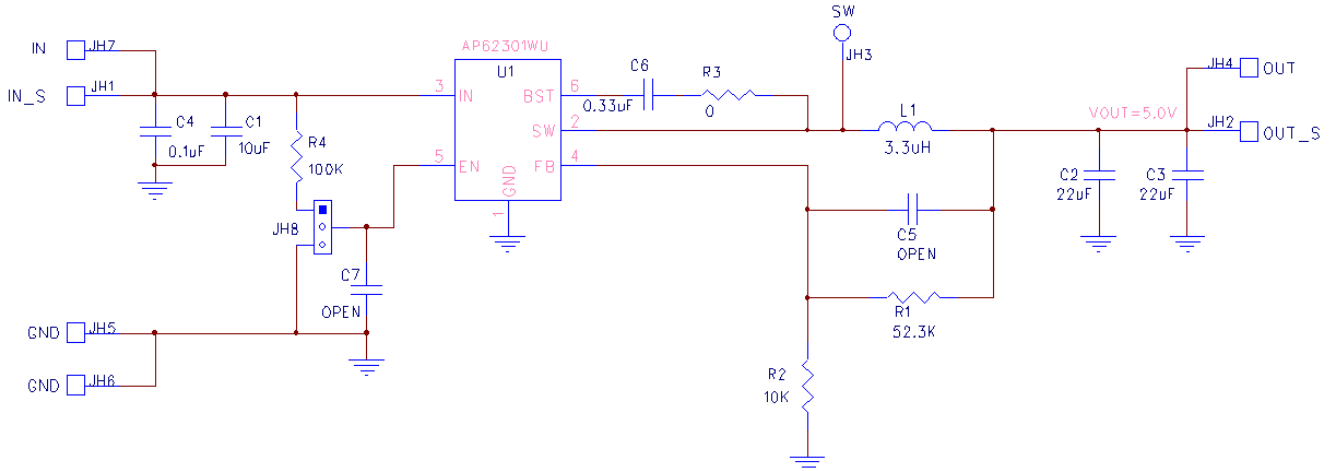 SW
JH3
IN
JH7
IN_S
JH1
AP62301WU
U1
3
IN
BST
6
C6
0.33uF
R3
0
SW
2
L1
3.3uH
JH4
OUT
VOUT=5.0V
JH2
OUT_S
C4
0.1uF
C1
10uF
R4
100K
5
EN
FB
4
GND
1
C2
22uF
C3
22uF
JH8
C5
OPEN
C7
OPEN
R1
52.3K
GND
JH5
GND
JH6
R2
10K